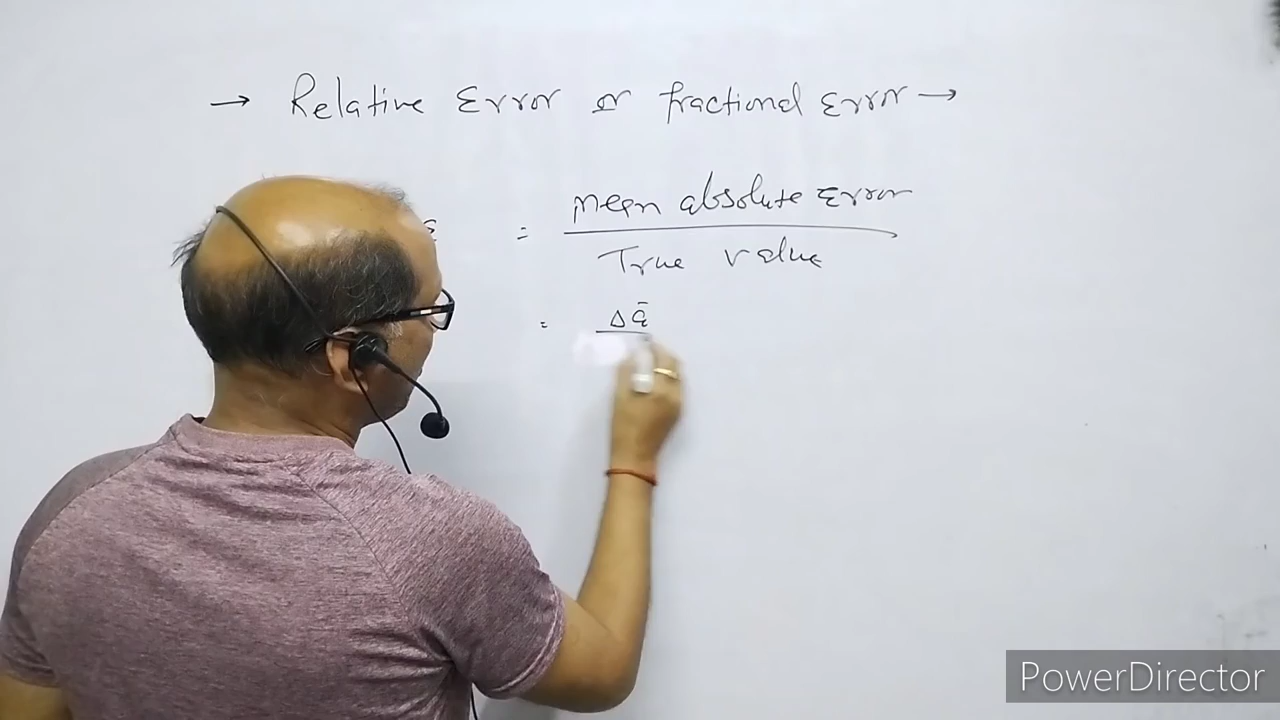 → Relative Error or fractional Error →
= Mean absolute Error
True value
= Δā
PowerDirector